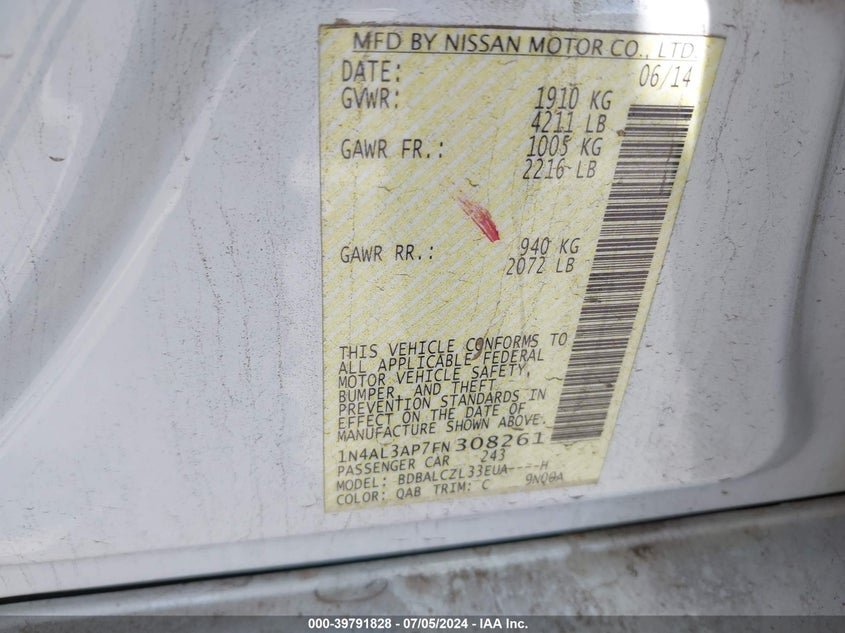 MFD BY NISSAN MOTOR CO., LTD
DATE: 06/14
GVWR: 1910 KG
4211 LB
GAWR FR.: 1005 KG
2216 LB
GAWR RR.: 940 KG
2072 LB
THIS VEHICLE CONFORMS TO
ALL APPLICABLE FEDERAL
MOTOR VEHICLE SAFETY,
BUMPER, AND THEFT
PREVENTION STANDARDS IN
EFFECT ON THE DATE OF
MANUFACTURE SHOWN ABOVE.
1N4AL3AP7FN308261
PASSENGER CAR 243
MODEL: BDBALCZL33EUA----H
COLOR: QAB TRIM: C
000-39791828 - 07/05/2024 - IAA Inc.